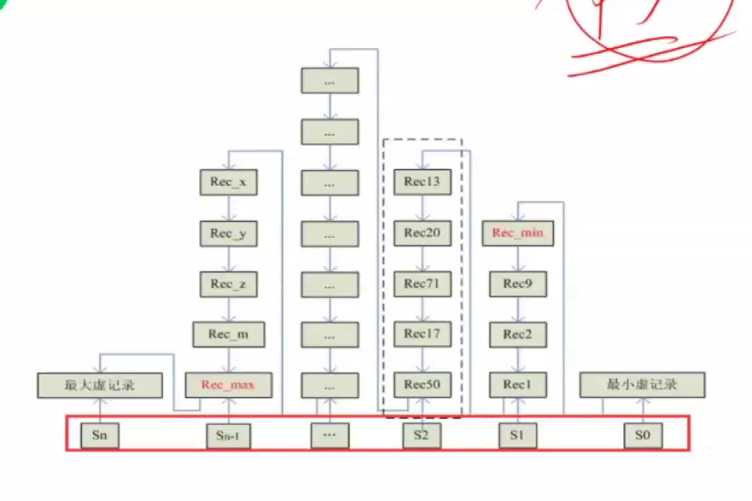 ...
...
Rec_x ... Rec13
Rec_y ... Rec20 Rec_min
Rec_z ... Rec71 Rec9
Rec_m ... Rec17 Rec2
最大虚记录 Rec_max ... Rec50 Rec1 最小虚记录
Sn Sn-1 ... S2 S1 S0